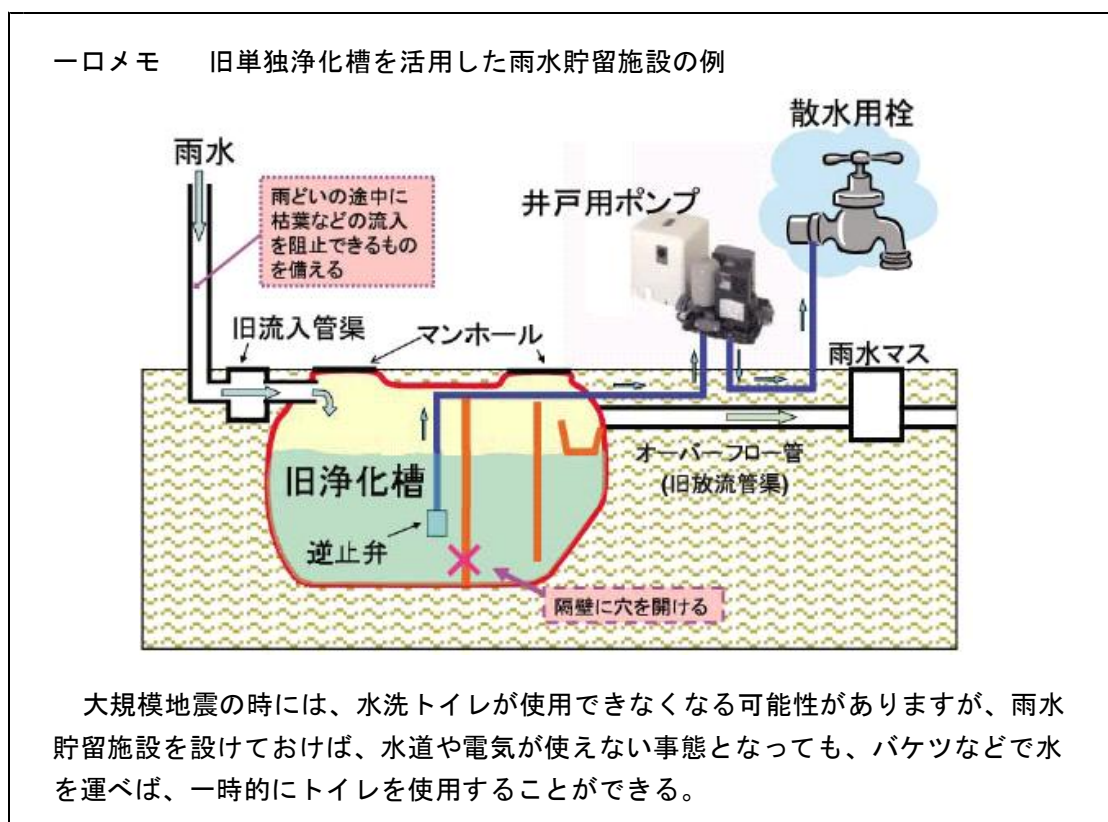 一口メモ　　旧単独浄化槽を活用した雨水貯留施設の例
散水用栓
雨水
雨どいの途中に
枯葉などの流入
を阻止できるもの
を備える
井戸用ポンプ
旧流入管渠
マンホール
雨水マス
オーバーフロー管
(旧放流管渠)
旧浄化槽
逆止弁
隔壁に穴を開ける
大規模地震の時には、水洗トイレが使用できなくなる可能性がありますが、雨水
貯留施設を設けておけば、水道や電気が使えない事態となっても、バケツなどで水
を運べば、一時的にトイレを使用することができる。